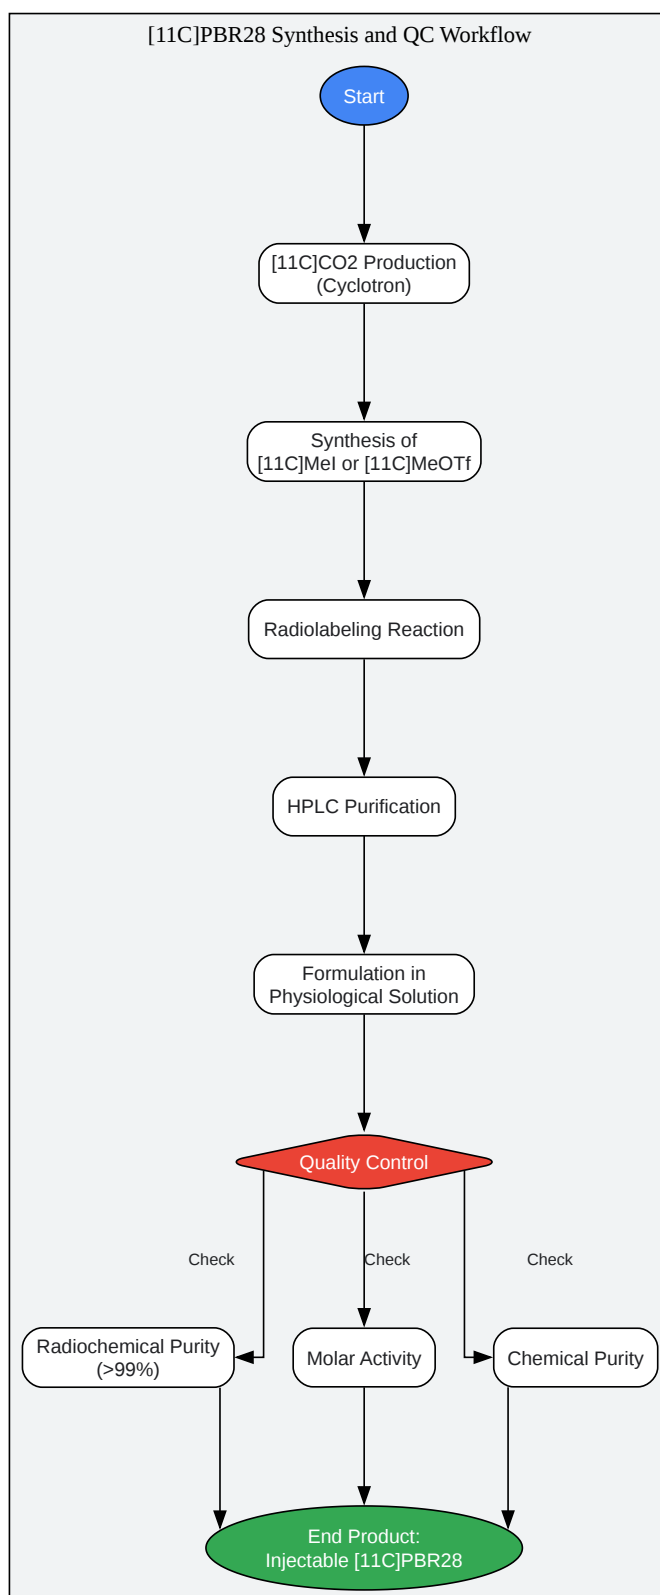 [11C]PBR28 Synthesis and QC Workflow
Start
[11C]CO2 Production
(Cyclotron)
Synthesis of
[11C]MeI or [11C]MeOTf
Radiolabeling Reaction
HPLC Purification
Formulation in
Physiological Solution
Quality Control
Check
Check
Check
Radiochemical Purity
(>99%)
Molar Activity
Chemical Purity
End Product:
Injectable [11C]PBR28